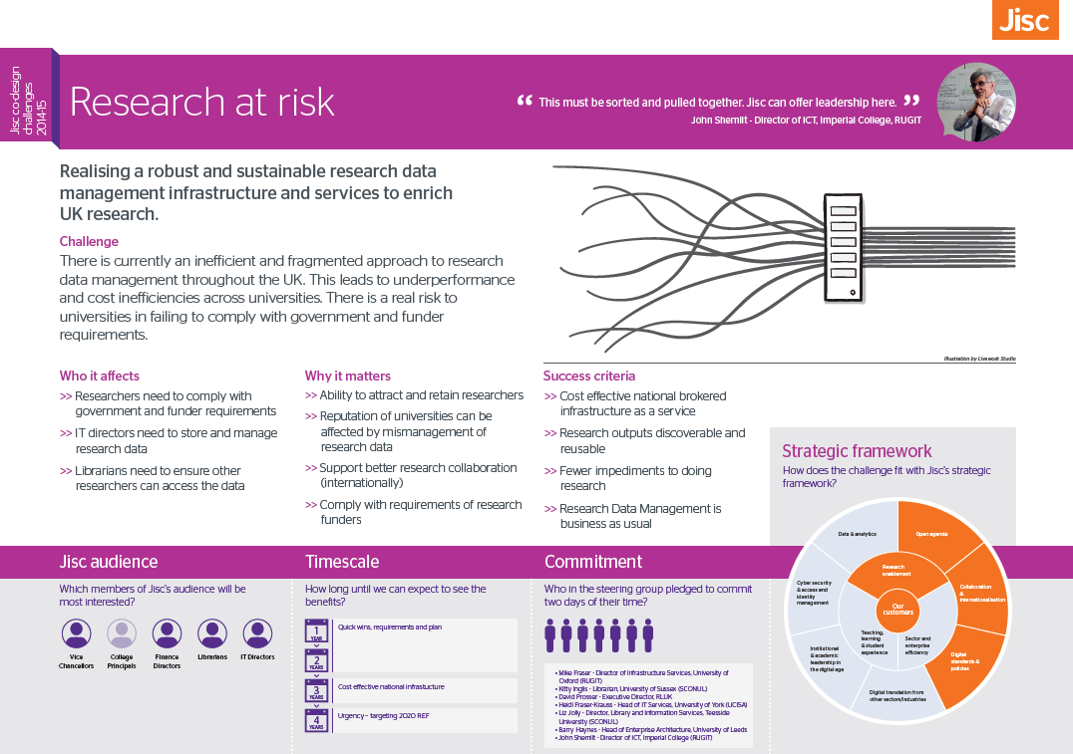 Jisc
Jisc co-design
challenges
2014-15
Research at risk
“ This must be sorted and pulled together. Jisc can offer leadership here. ”
John Shemilt - Director of ICT, Imperial College, RUGIT
Realising a robust and sustainable research data
management infrastructure and services to enrich
UK research.
Challenge
There is currently an inefficient and fragmented approach to research
data management throughout the UK. This leads to underperformance
and cost inefficiencies across universities. There is a real risk to
universities in failing to comply with government and funder
requirements.
Illustration by Livework Studio
Who it affects
>> Researchers need to comply with
government and funder requirements
>> IT directors need to store and manage
research data
>> Librarians need to ensure other
researchers can access the data
Why it matters
>> Ability to attract and retain researchers
>> Reputation of universities can be
affected by mismanagement of
research data
>> Support better research collaboration
(internationally)
>> Comply with requirements of research
funders
Success criteria
>> Cost effective national brokered
infrastructure as a service
>> Research outputs discoverable and
reusable
>> Fewer impediments to doing
research
>> Research Data Management is
business as usual
Strategic framework
How does the challenge fit with Jisc's strategic
framework?
Data & analytics
Open agenda
Research
enablement
Cyber security
& access and
identity
management
Collaboration
&
internationalisation
Our
customers
Teaching,
learning
& student
experience
Sector and
enterprise
efficiency
Institutional
& academic
leadership in
the digital age
Digital
standards &
policies
Digital translation from
other sectors/industries
Jisc audience
Which members of Jisc's audience will be
most interested?
Vice
Chancellors
College
Principals
Finance
Directors
Librarians
IT Directors
Timescale
How long until we can expect to see the
benefits?
1
YEAR
Quick wins, requirements and plan
2
YEARS
3
YEARS
Cost effective national infrastucture
4
YEARS
Urgency – targeting 2020 REF
Commitment
Who in the steering group pledged to commit
two days of their time?
• Mike Fraser - Director of Infrastructure Services, University of
Oxford (RUGIT)
• Kitty Inglis - Librarian, University of Sussex (SCONUL)
• David Prosser - Executive Director, RLUK
• Heidi Fraser-Krauss - Head of IT Services, University of York (UCISA)
• Liz Jolly - Director, Library and Information Services, Teesside
University (SCONUL)
• Barry Haynes - Head of Enterprise Architecture, University of Leeds
• John Shemilt - Director of ICT, Imperial College (RUGIT)